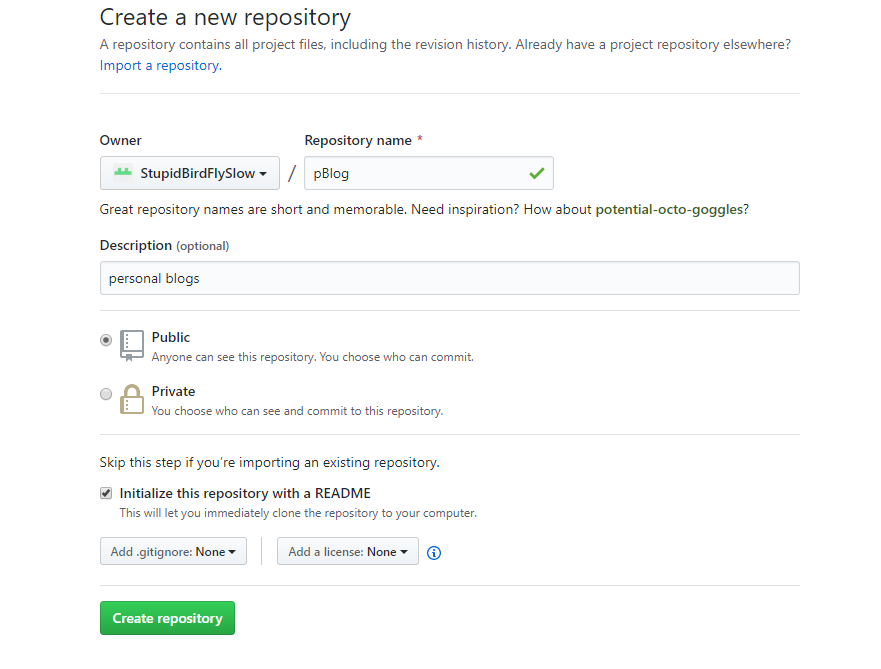 Create a new repository
A repository contains all project files, including the revision history. Already have a project repository elsewhere?
Import a repository.
Owner
Repository name *
StupidBirdFlySlow / pBlog
Great repository names are short and memorable. Need inspiration? How about potential-octo-goggles?
Description (optional)
personal blogs
Public
Anyone can see this repository. You choose who can commit.
Private
You choose who can see and commit to this repository.
Skip this step if you’re importing an existing repository.
Initialize this repository with a README
This will let you immediately clone the repository to your computer.
Add .gitignore: None
Add a license: None
Create repository